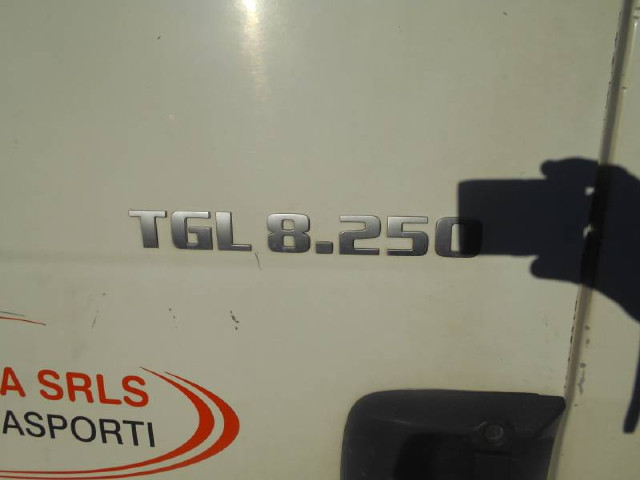 TGL 8.250
A SRLS
ASPORTI